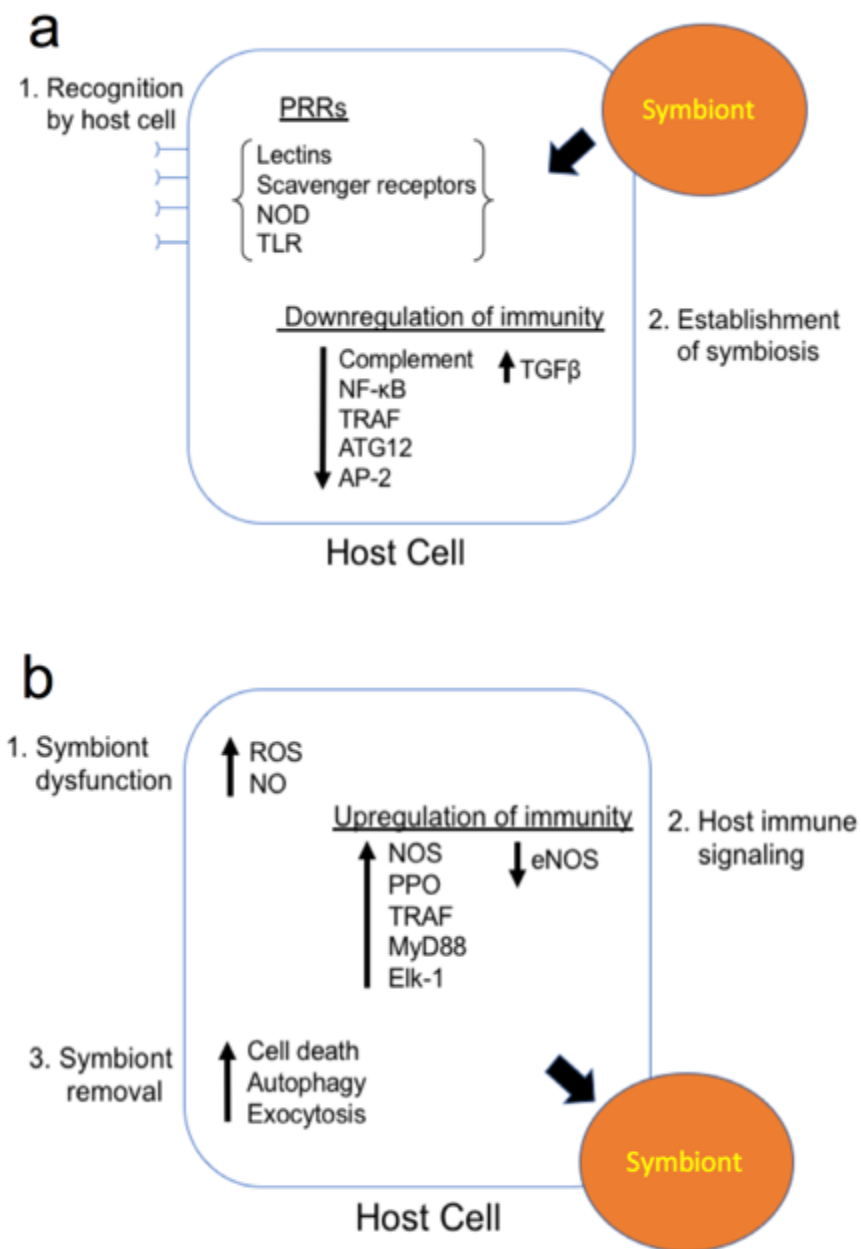 a
1. Recognition
by host cell
PRRs
Lectins
Scavenger receptors
NOD
TLR
Symbiont
Downregulation of immunity
Complement
NF-κB
TRAF
ATG12
AP-2
TGFβ
2. Establishment
of symbiosis
Host Cell
b
1. Symbiont
dysfunction
ROS
NO
Upregulation of immunity
NOS
PPO
TRAF
MyD88
Elk-1
eNOS
2. Host immune
signaling
3. Symbiont
removal
Cell death
Autophagy
Exocytosis
Symbiont
Host Cell